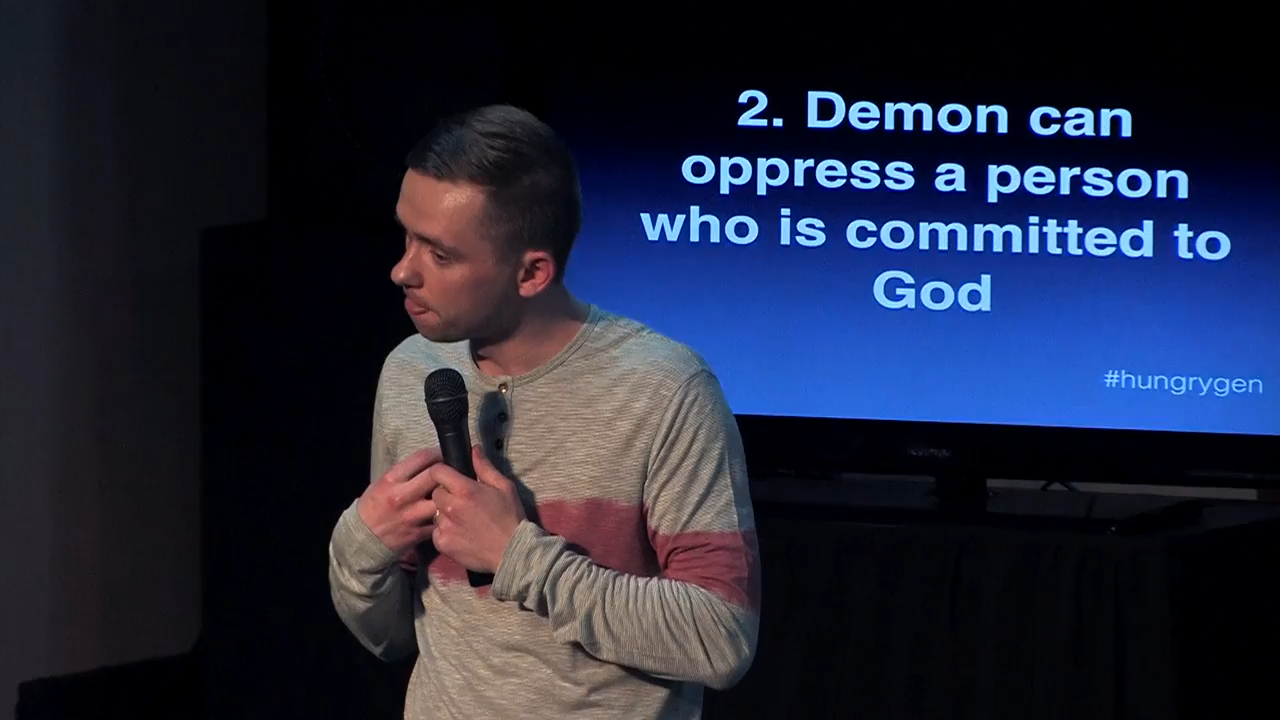 2. Demon can
oppress a person
who is committed to
God
#hungrygen